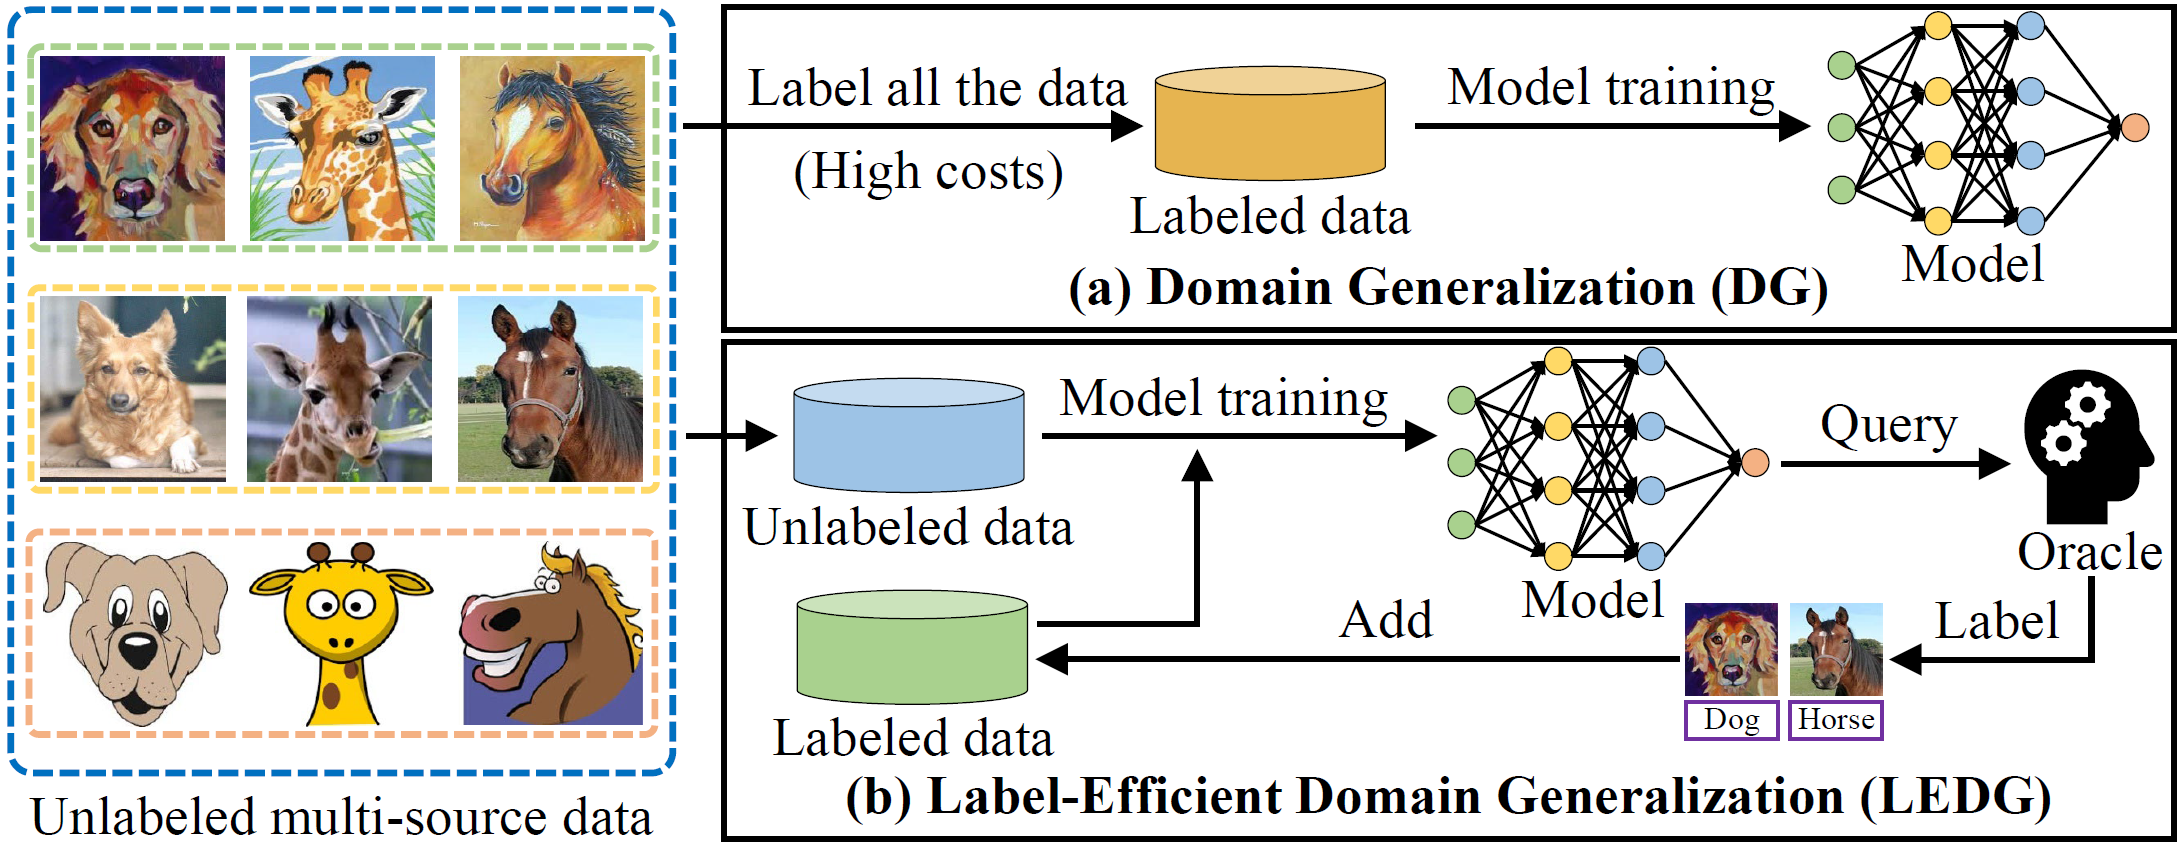 Unlabeled multi-source data
Label all the data
(High costs)
Labeled data
Model training
Model
(a) Domain Generalization (DG)
Unlabeled data
Model training
Model
Query
Oracle
Label
Dog
Horse
Add
Labeled data
(b) Label-Efficient Domain Generalization (LEDG)